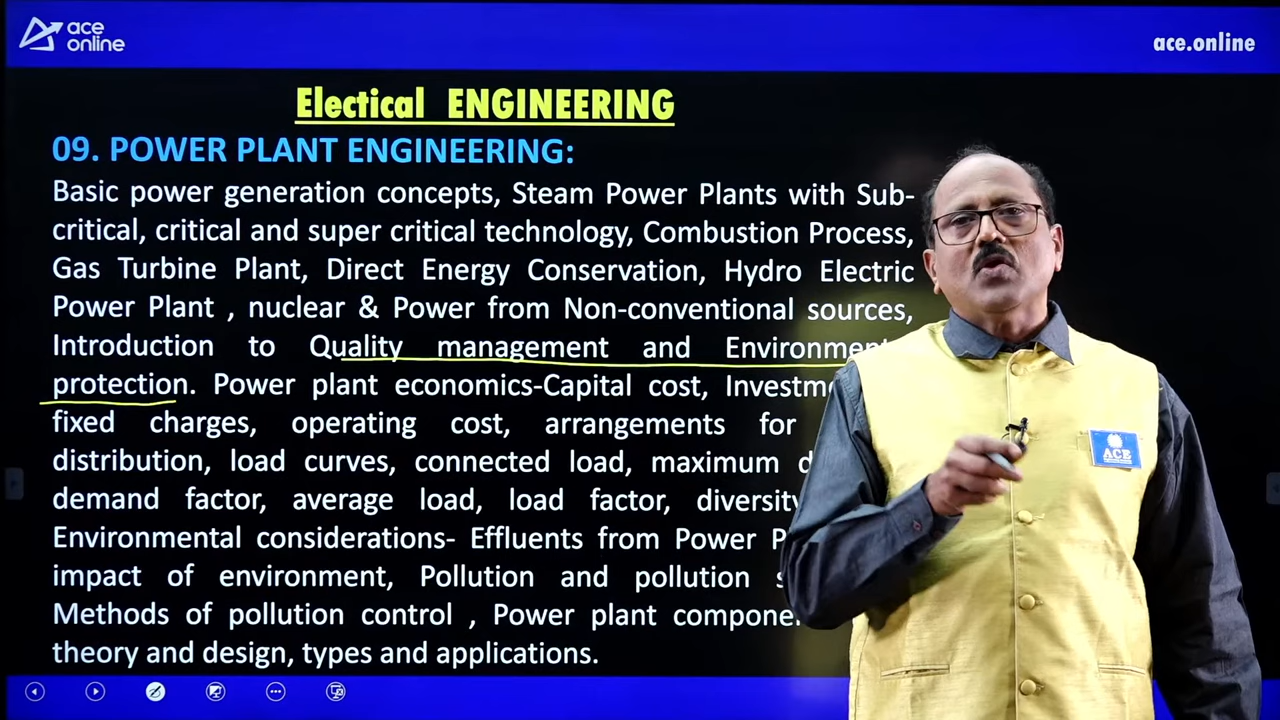 ace
online
ace.online
Electical ENGINEERING
09. POWER PLANT ENGINEERING:
Basic power generation concepts, Steam Power Plants with Sub-
critical, critical and super critical technology, Combustion Process,
Gas Turbine Plant, Direct Energy Conservation, Hydro Electric
Power Plant , nuclear & Power from Non-conventional sources,
Introduction to Quality management and Environment
protection. Power plant economics-Capital cost,
fixed charges, operating cost, arrangements for
distribution, load curves, connected load, maximum
demand factor, average load, load factor, diversity
Environmental considerations- Effluents from Power
impact of environment, Pollution and pollution
Methods of pollution control , Power plant
theory and design, types and applications.
ACE